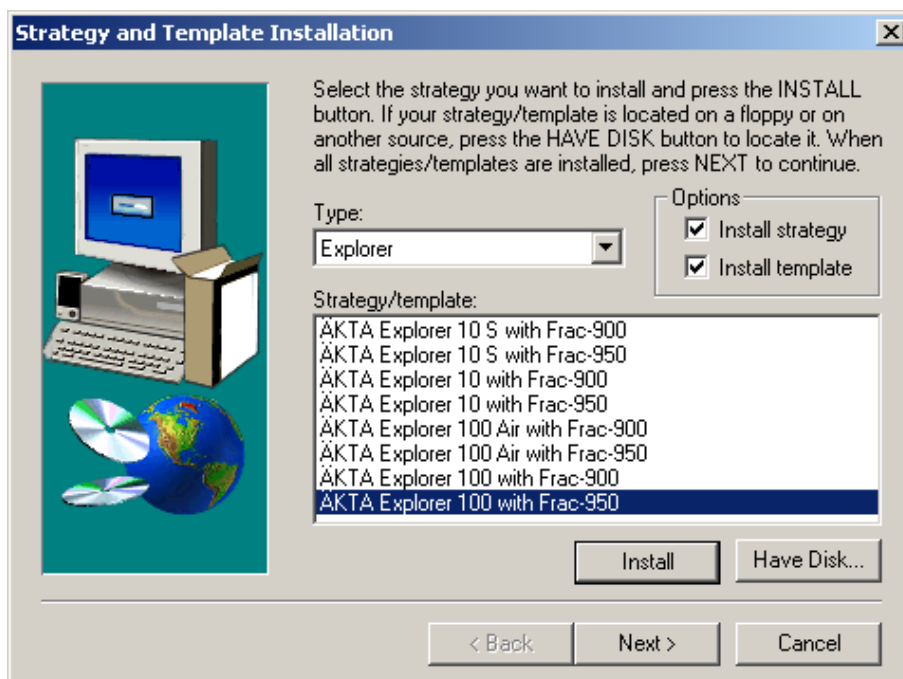 Strategy and Template Installation
Select the strategy you want to install and press the INSTALL
button. If your strategy/template is located on a floppy or on
another source, press the HAVE DISK button to locate it. When
all strategies/templates are installed, press NEXT to continue.
Type:
Explorer
Options
Install strategy
Install template
Strategy/template:
ÄKTA Explorer 10 S with Frac-900
ÄKTA Explorer 10 S with Frac-950
ÄKTA Explorer 10 with Frac-900
ÄKTA Explorer 10 with Frac-950
ÄKTA Explorer 100 Air with Frac-900
ÄKTA Explorer 100 Air with Frac-950
ÄKTA Explorer 100 with Frac-900
ÄKTA Explorer 100 with Frac-950
Install
Have Disk...
< Back
Next >
Cancel